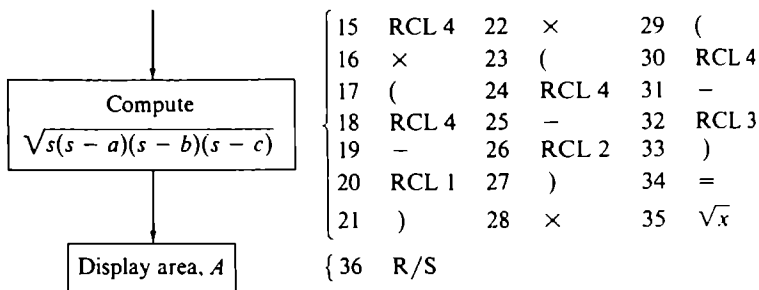 15 RCL 4 22 × 29 (
16 × 23 ( 30 RCL 4
Compute 17 ( 24 RCL 4 31 −
√s(s − a)(s − b)(s − c) 18 RCL 4 25 − 32 RCL 3
19 − 26 RCL 2 33 )
20 RCL 1 27 ) 34 =
21 ) 28 × 35 √x
Display area, A { 36 R/S